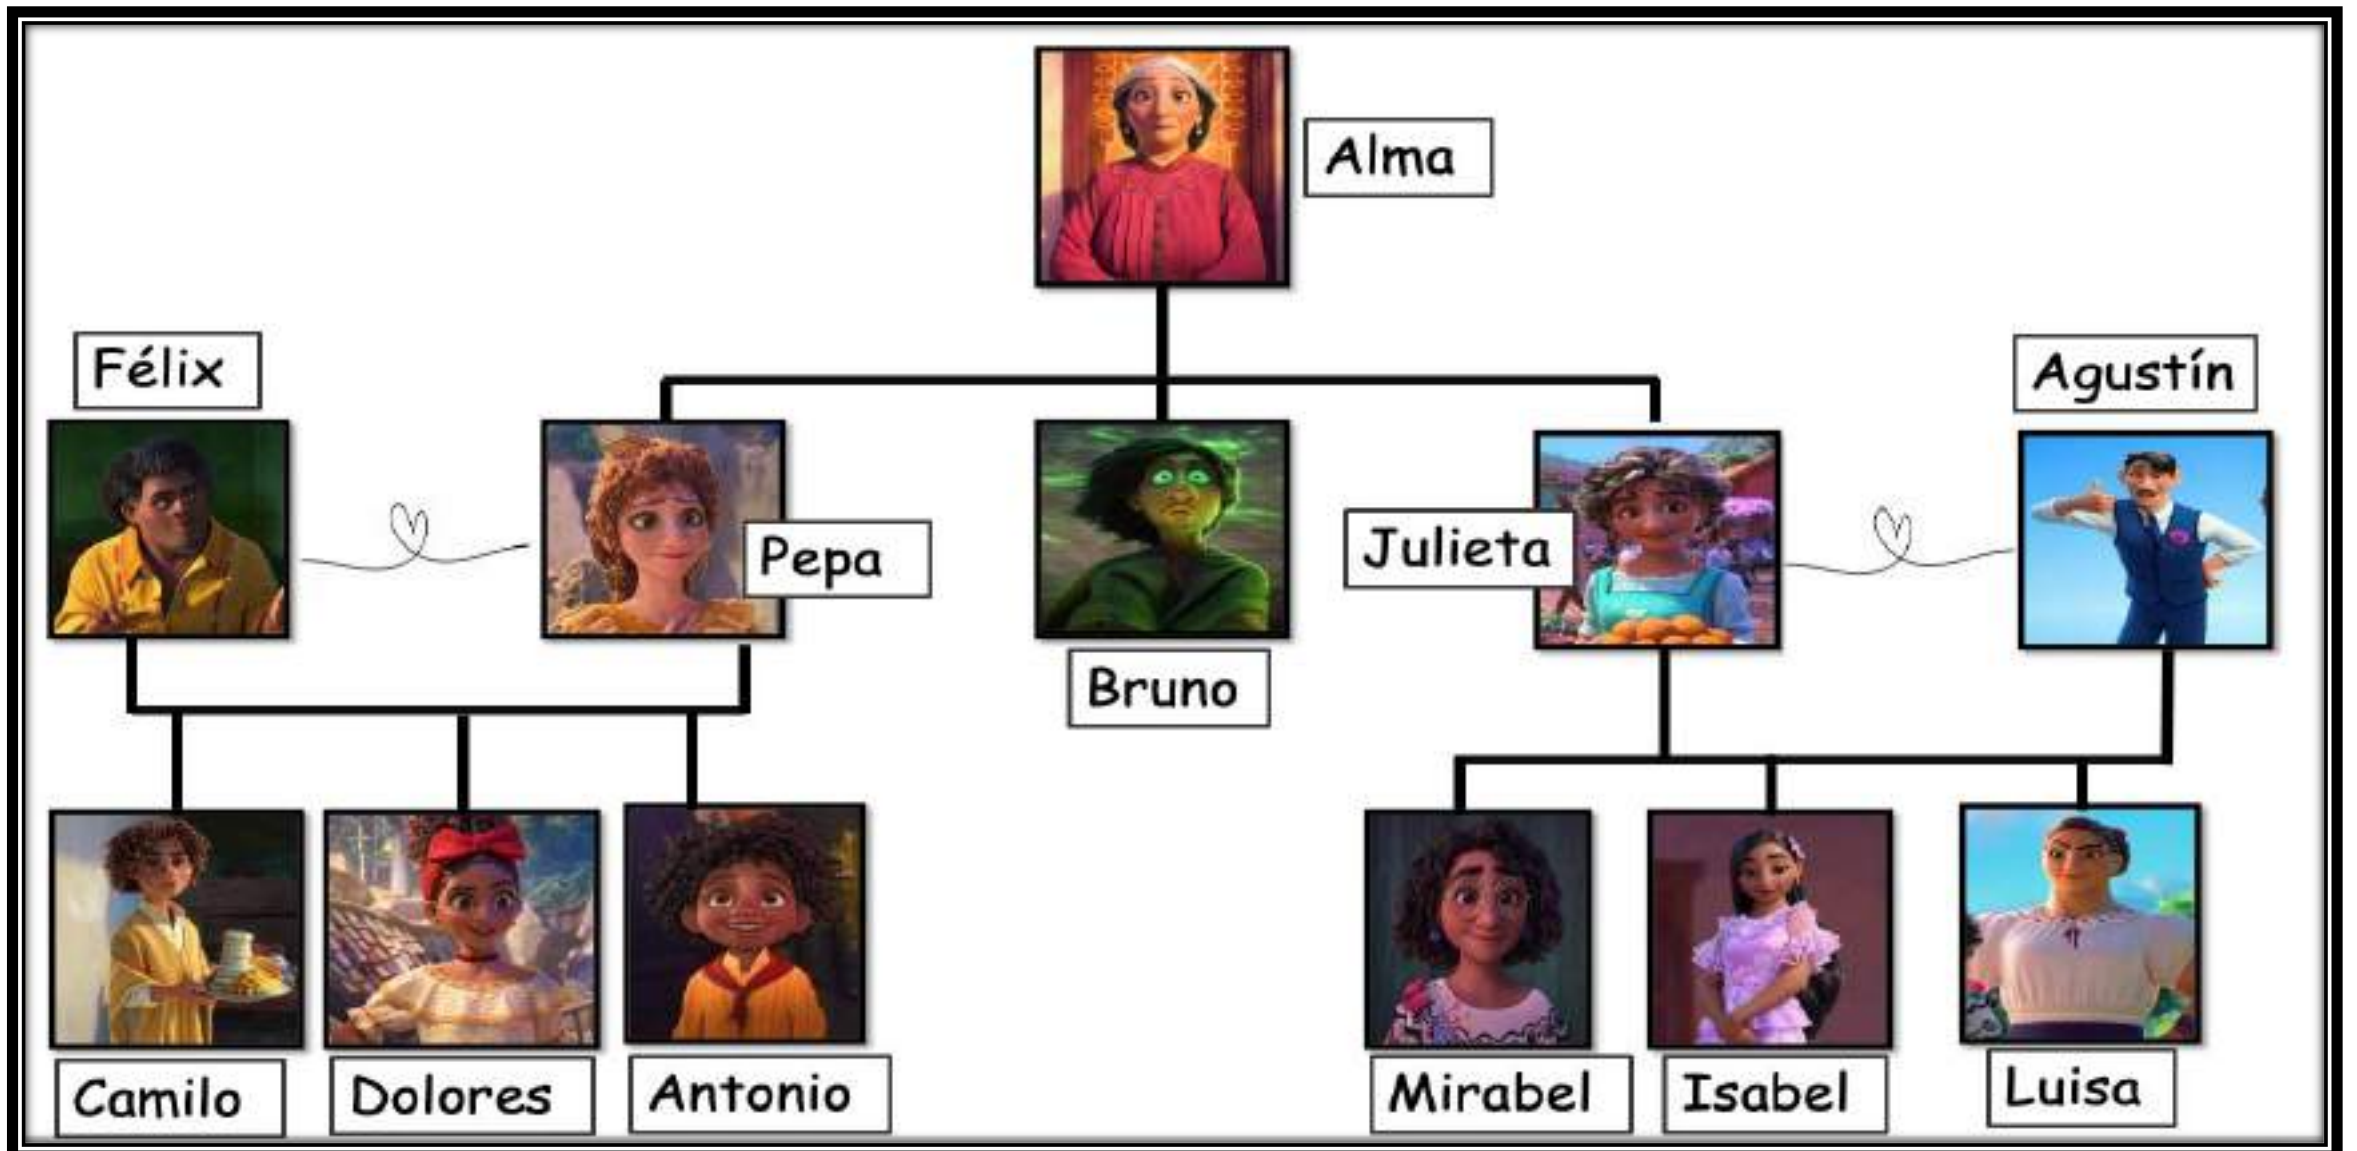 Alma
Félix
Agustín
Pepa
Julieta
Bruno
Camilo
Dolores
Antonio
Mirabel
Isabel
Luisa